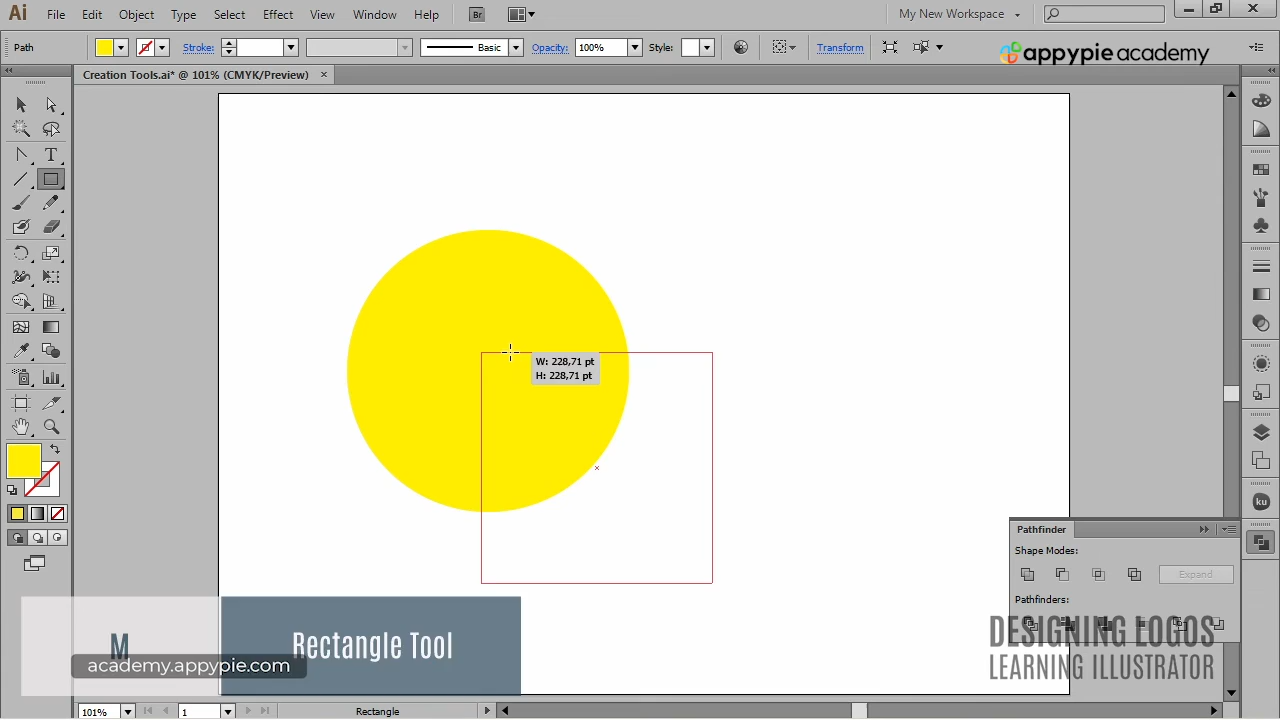 Ai File Edit Object Type Select Effect View Window Help Br My New Workspace
Path Stroke: Basic Opacity: 100% Style: Transform
appypie academy
Creation Tools.ai* @ 101% (CMYK/Preview) ×
W: 228,71 pt
H: 228,71 pt
ku
Pathfinder
Shape Modes:
Expand
Pathfinders:
M
Rectangle Tool
academy.appypie.com
DESIGNING LOGOS
LEARNING ILLUSTRATOR
101% 1 Rectangle